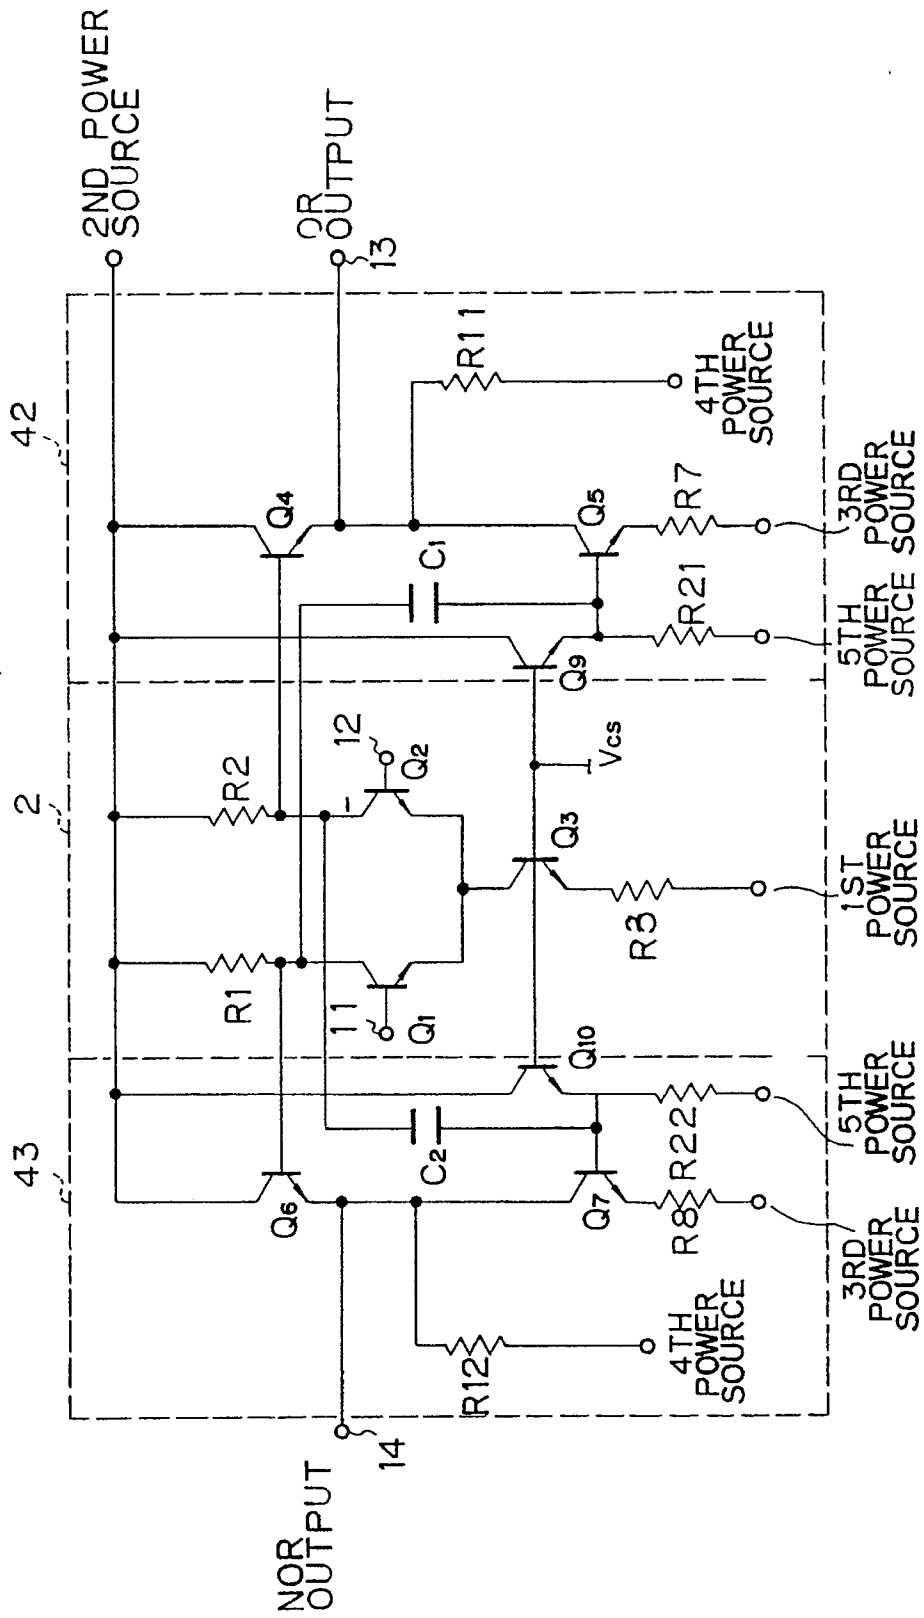 43
2
42
2ND POWER
SOURCE
NOR
OUTPUT
14
OR
OUTPUT
13
R1
R2
Q6
Q4
C2
C1
11
Q1
12
Q2
Q10
Q3
Q9
Vcs
Q7
Q5
R12
R11
R8
R22
R3
R21
R7
4TH
POWER
SOURCE
3RD
POWER
SOURCE
5TH
POWER
SOURCE
1ST
POWER
SOURCE
5TH
POWER
SOURCE
3RD
POWER
SOURCE
4TH
POWER
SOURCE